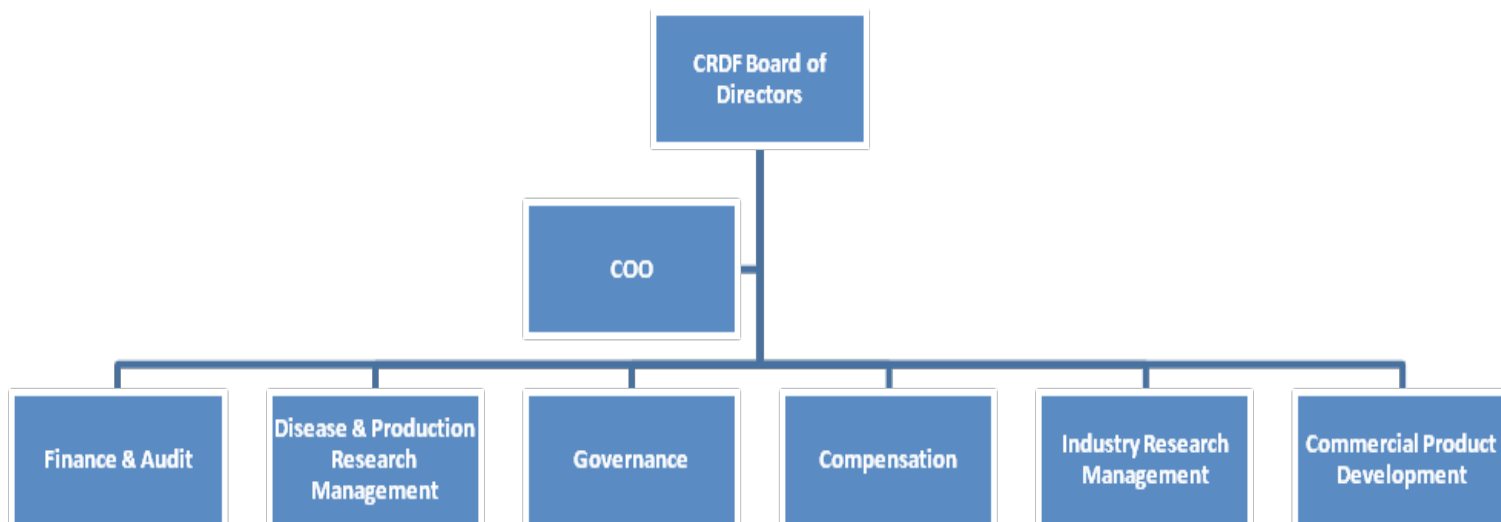 CRDF Board of
Directors
COO
Finance & Audit
Disease & Production
Research
Management
Governance
Compensation
Industry Research
Management
Commercial Product
Development